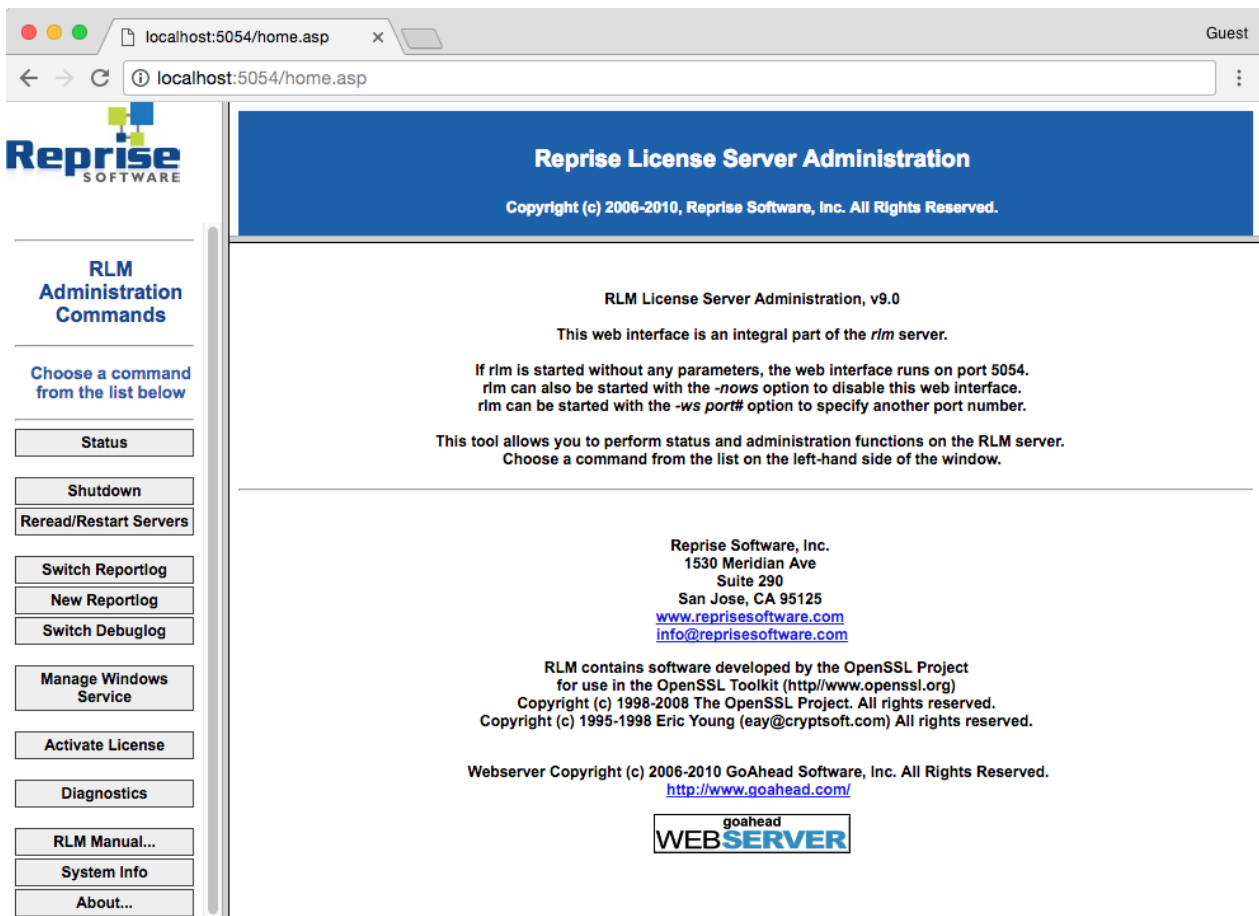 localhost:5054/home.asp
Guest
localhost:5054/home.asp
Reprise
SOFTWARE
Reprise License Server Administration
Copyright (c) 2006-2010, Reprise Software, Inc. All Rights Reserved.
RLM
Administration
Commands
Choose a command
from the list below
Status
Shutdown
Reread/Restart Servers
Switch Reportlog
New Reportlog
Switch Debuglog
Manage Windows
Service
Activate License
Diagnostics
RLM Manual...
System Info
About...
RLM License Server Administration, v9.0
This web interface is an integral part of the rlm server.
If rlm is started without any parameters, the web interface runs on port 5054.
rlm can also be started with the -nows option to disable this web interface.
rlm can be started with the -ws port# option to specify another port number.
This tool allows you to perform status and administration functions on the RLM server.
Choose a command from the list on the left-hand side of the window.
Reprise Software, Inc.
1530 Meridian Ave
Suite 290
San Jose, CA 95125
www.reprisesoftware.com
info@reprisesoftware.com
RLM contains software developed by the OpenSSL Project
for use in the OpenSSL Toolkit (http//www.openssl.org)
Copyright (c) 1998-2008 The OpenSSL Project. All rights reserved.
Copyright (c) 1995-1998 Eric Young (eay@cryptsoft.com) All rights reserved.
Webserver Copyright (c) 2006-2010 GoAhead Software, Inc. All Rights Reserved.
http://www.goahead.com/
goahead
WEBSERVER